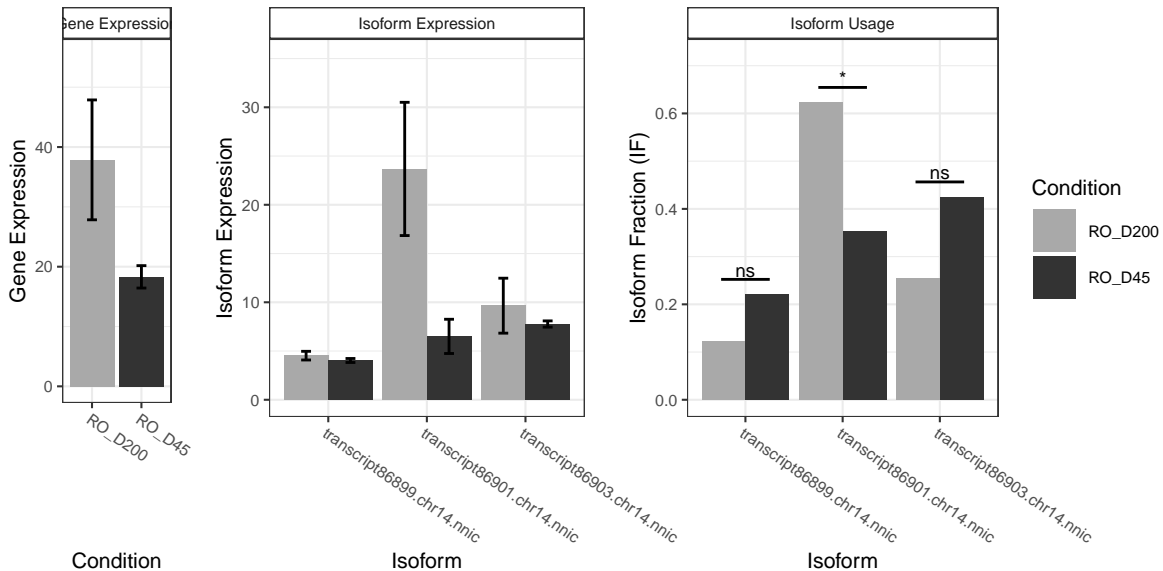 Gene Expression
Gene Expression
40
20
0
RO_D200
RO_D45
Condition
Isoform Expression
Isoform Expression
30
20
10
0
transcript86899.chr14.nnic
transcript86901.chr14.nnic
transcript86903.chr14.nnic
Isoform
Isoform Usage
Isoform Fraction (IF)
0.6
0.4
0.2
0.0
ns
*
ns
transcript86899.chr14.nnic
transcript86901.chr14.nnic
transcript86903.chr14.nnic
Isoform
Condition
RO_D200
RO_D45